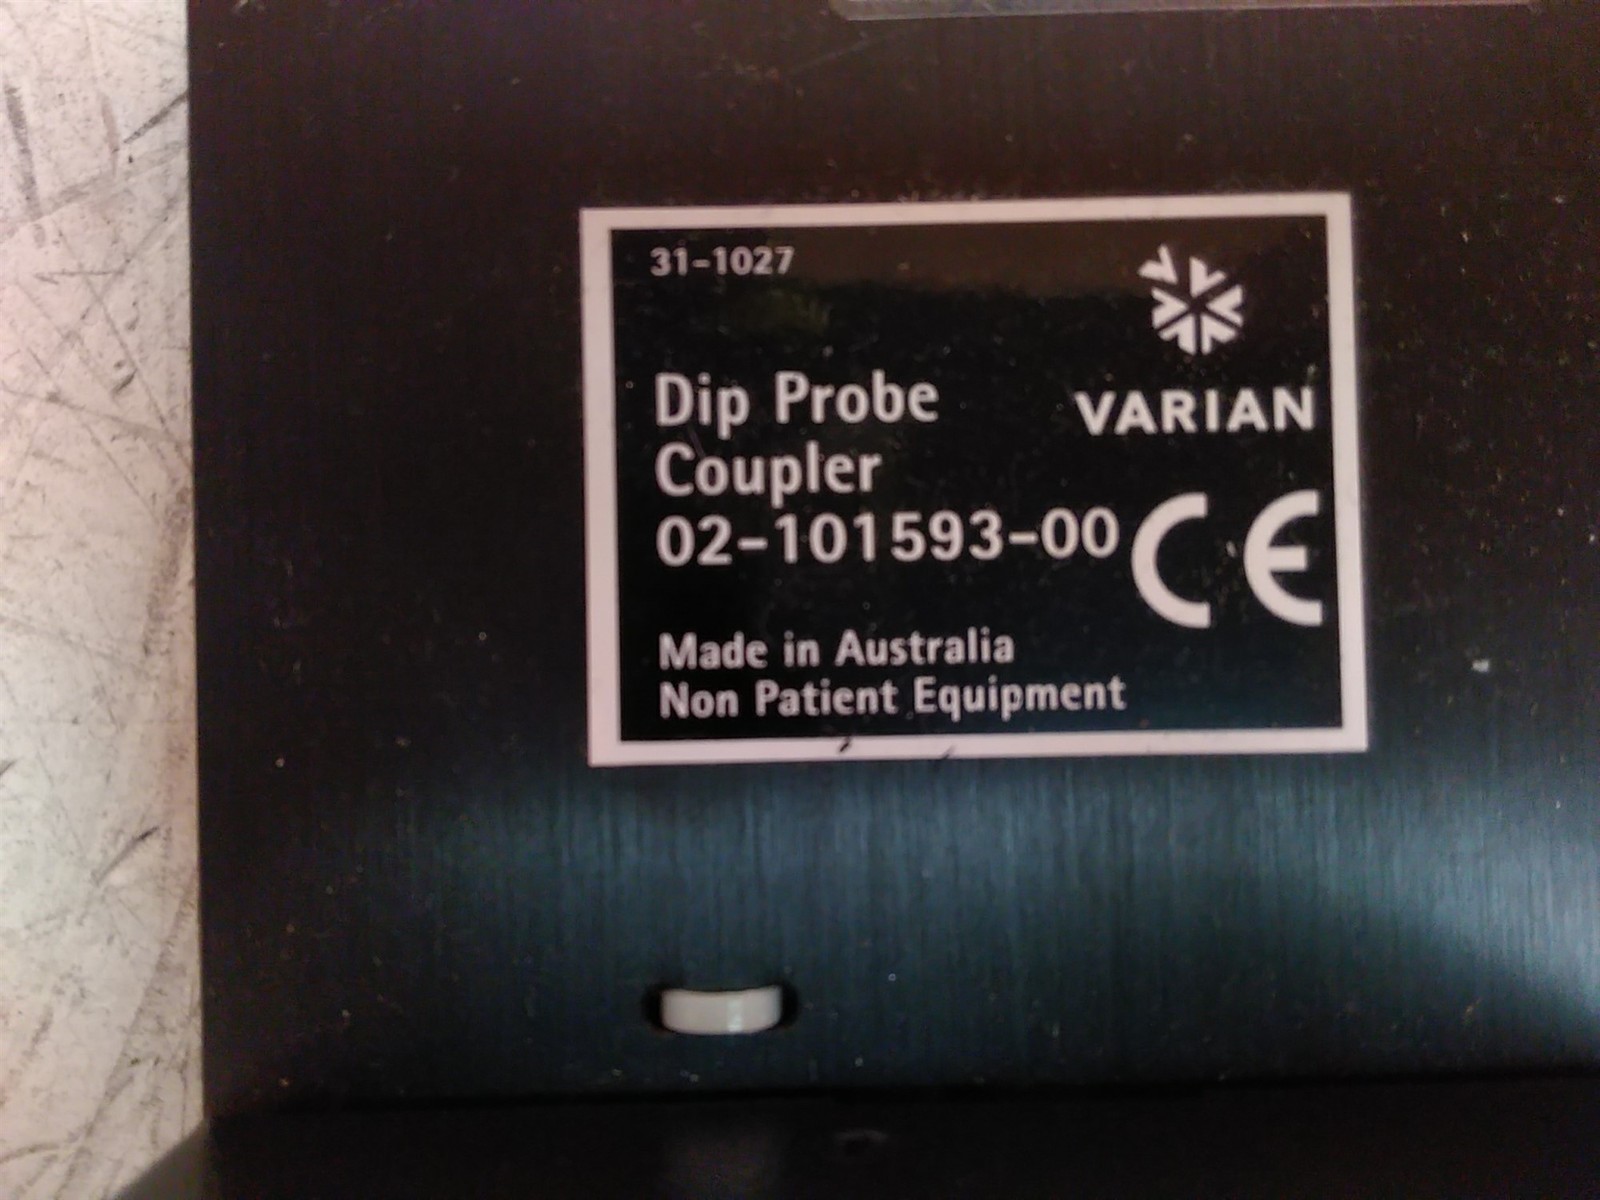 31-1027
Dip Probe
Coupler
02-101593-00
VARIAN
CE
Made in Australia
Non Patient Equipment